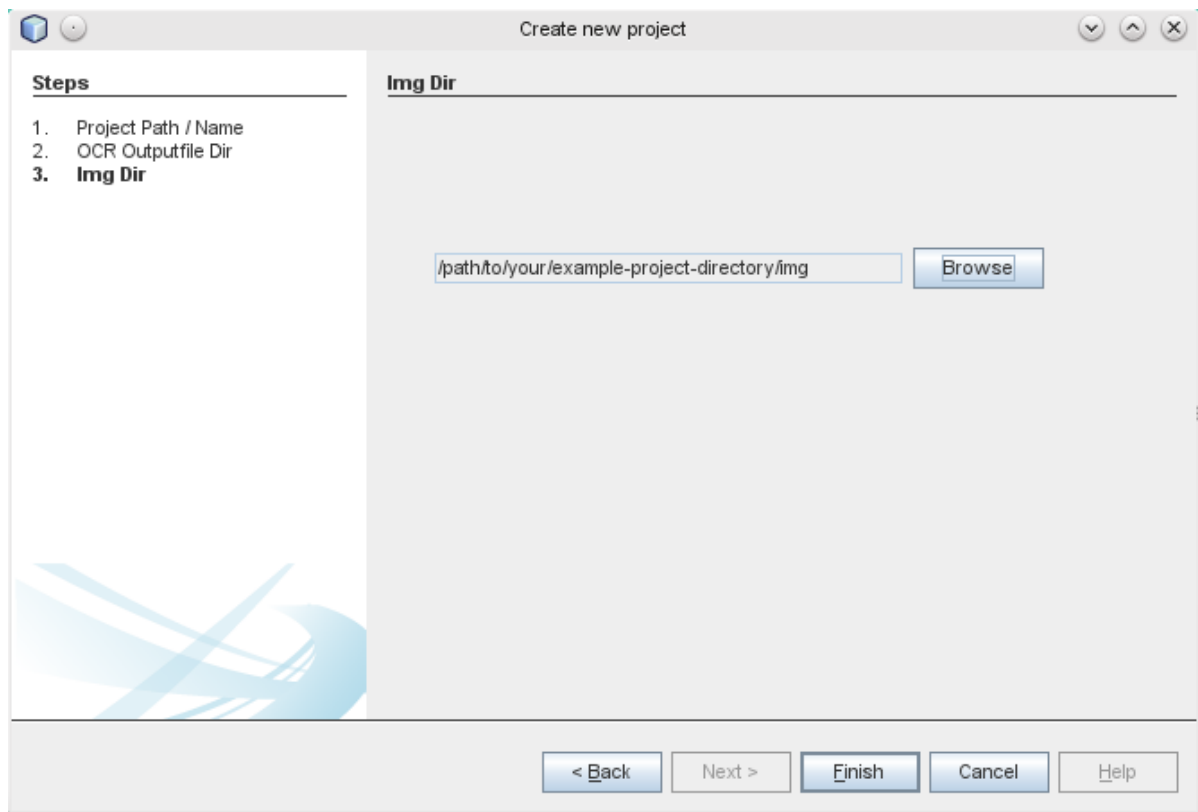 Create new project
Steps
1. Project Path / Name
2. OCR Outputfile Dir
3. Img Dir
Img Dir
/path/to/your/example-project-directory/img
Browse
< Back
Next >
Finish
Cancel
Help